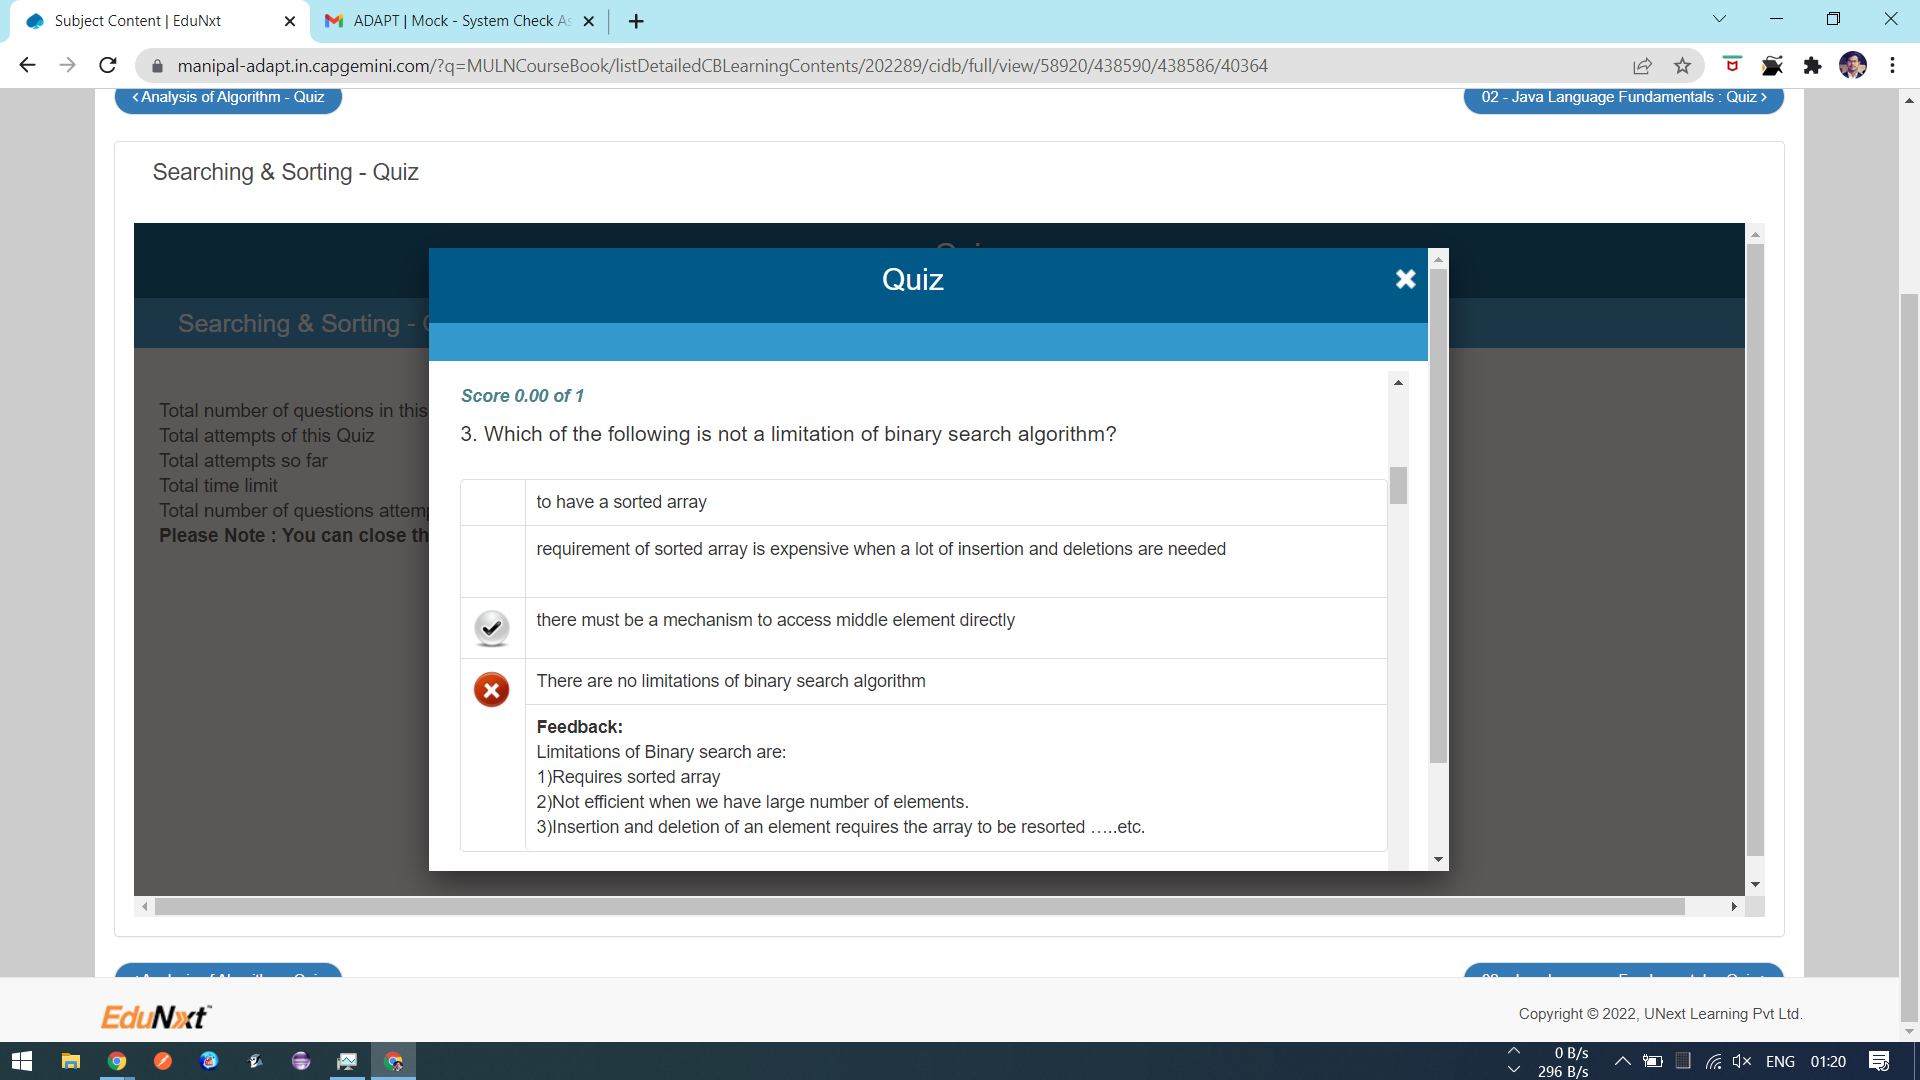 Subject Content | EduNxt
ADAPT | Mock - System Check As
manipal-adapt.in.capgemini.com/?q=MULNCourseBook/listDetailedCBLearningContents/202289/cidb/full/view/58920/438590/438586/40364
Analysis of Algorithm - Quiz
02 - Java Language Fundamentals : Quiz
Searching & Sorting - Quiz
Quiz
Searching & Sorting -
Total number of questions in this
Total attempts of this Quiz
Total attempts so far
Total time limit
Total number of questions attem
Please Note : You can close th
Score 0.00 of 1
3. Which of the following is not a limitation of binary search algorithm?
to have a sorted array
requirement of sorted array is expensive when a lot of insertion and deletions are needed
there must be a mechanism to access middle element directly
There are no limitations of binary search algorithm
Feedback:
Limitations of Binary search are:
1)Requires sorted array
2)Not efficient when we have large number of elements.
3)Insertion and deletion of an element requires the array to be resorted …..etc.
EduNxt™
Copyright © 2022, UNext Learning Pvt Ltd.
0 B/s
296 B/s
ENG
01:20